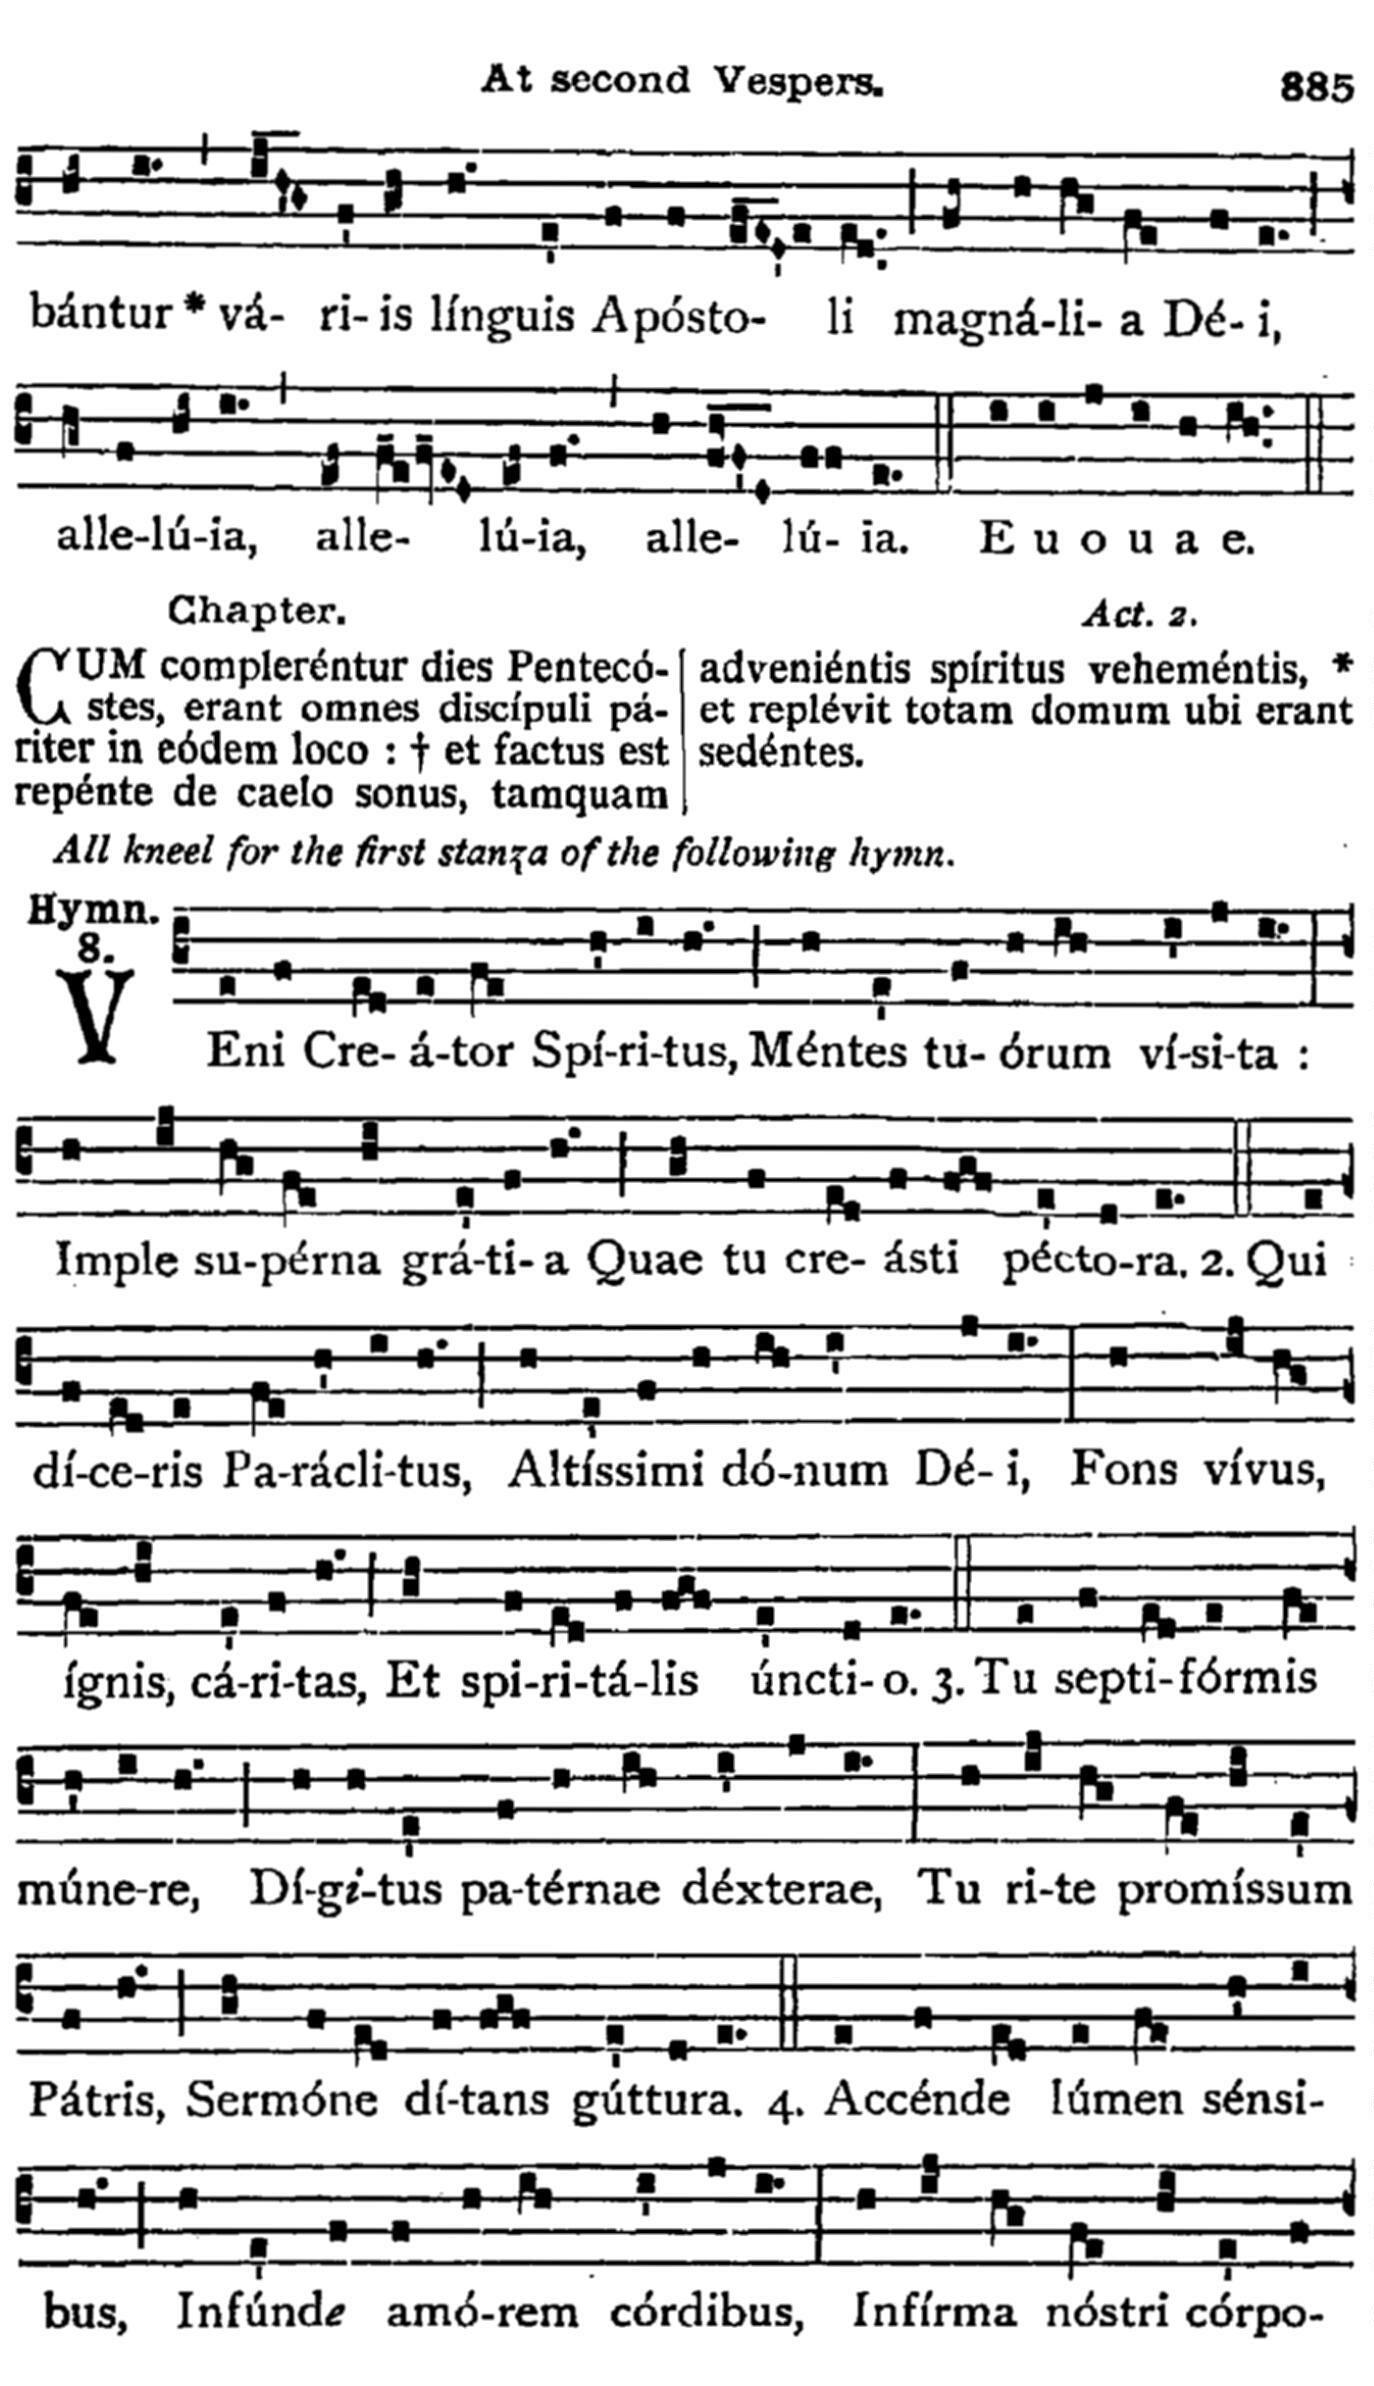 At second Vespers. 885
bántur * vá- ri- is línguis Apósto- li magná-li- a Dé- i,
alle-lú-ia, alle- lú-ia, alle- lú- ia. E u o u a e.
Chapter. Act. 2.
CUM compleréntur dies Pentecó-
stes, erant omnes discípuli pá-
riter in eódem loco : † et factus est
repénte de caelo sonus, tamquam
adveniéntis spíritus veheméntis, *
et replévit totam domum ubi erant
sedéntes.
All kneel for the first stanza of the following hymn.
Hymn.
8.
VEni Cre- á-tor Spí-ri-tus, Méntes tu- órum ví-si-ta :
Imple su-pérna grá-ti- a Quae tu cre- ásti pécto-ra. 2. Qui
dí-ce-ris Pa-rácli-tus, Altíssimi dó-num Dé- i, Fons vívus,
ígnis, cá-ri-tas, Et spi-ri-tá-lis úncti- o. 3. Tu septi-fórmis
múne-re, Dí-gi-tus pa-térnae déxterae, Tu ri-te promíssum
Pátris, Sermóne dí-tans gúttura. 4. Accénde lúmen sénsi-
bus, Infúnde amó-rem córdibus, Infírma nóstri córpo-